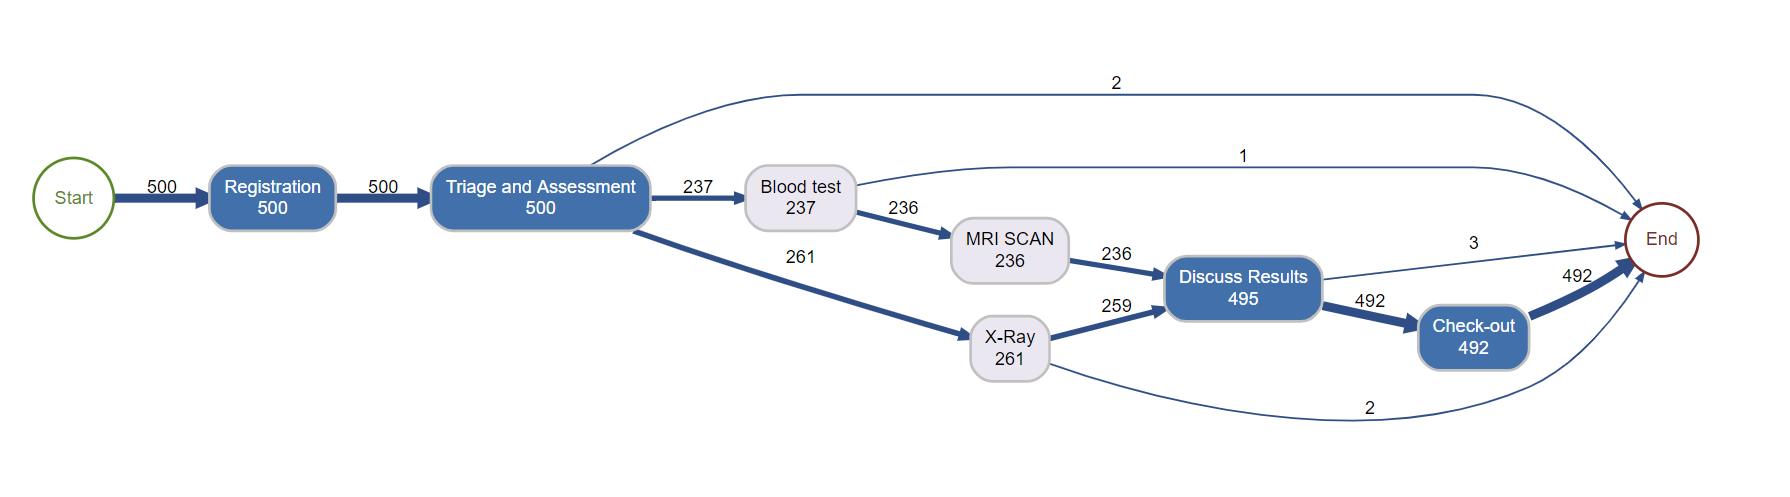 2
1
Start
500
Registration
500
500
Triage and Assessment
500
237
Blood test
237
236
MRI SCAN
236
236
261
X-Ray
261
259
Discuss Results
495
3
492
Check-out
492
492
End
2